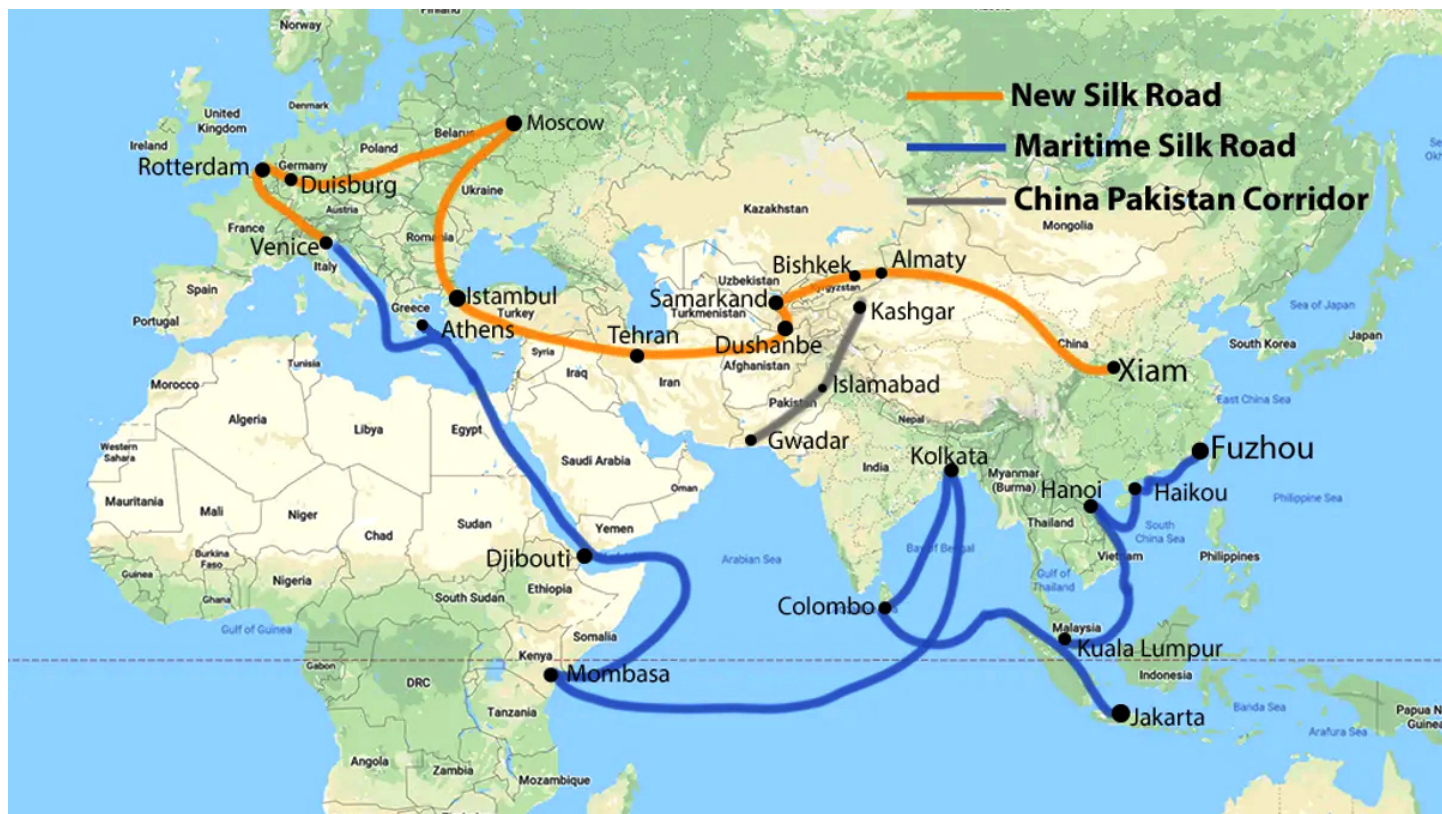 Norway
Finland
Denmark
United
Kingdom
Ireland
Belarus
Moscow
Poland
Rotterdam
Germany
Duisburg
Ukraine
Austria
France
Romania
Venice
Italy
Spain
Portugal
Greece
Istambul
Turkey
Athens
New Silk Road
Maritime Silk Road
China Pakistan Corridor
Kazakhstan
Mongolia
Bishkek
Almaty
Kyrgyzstan
Uzbekistan
Samarkand
Turkmenistan
Kashgar
Tehran
Dushanbe
Afghanistan
China
Xiam
Sea of Japan
Japan
South Korea
East China Sea
Tunisia
Syria
Iraq
Iran
Morocco
Algeria
Libya
Egypt
Western
Sahara
Pakistan
Islamabad
Gwadar
Nepal
Kolkata
India
Fuzhou
Saudi Arabia
Oman
Myanmar
(Burma)
Hanoi
Haikou
Philippine Sea
Mauritania
Mali
Niger
Chad
Sudan
Yemen
Thailand
South
China Sea
Burkina
Faso
Guinea
Nigeria
Ghana
Djibouti
Ethiopia
South Sudan
Arabian Sea
Bay of Bengal
Vietnam
Philippines
Gulf of
Thailand
Gulf of Guinea
Somalia
Colombo
Malaysia
Kuala Lumpur
Gabon
Kenya
DRC
Mombasa
Indonesia
Tanzania
Jakarta
Banda Sea
Arafura Sea
Papua N
Guinea
Angola
Zambia
Mozambique